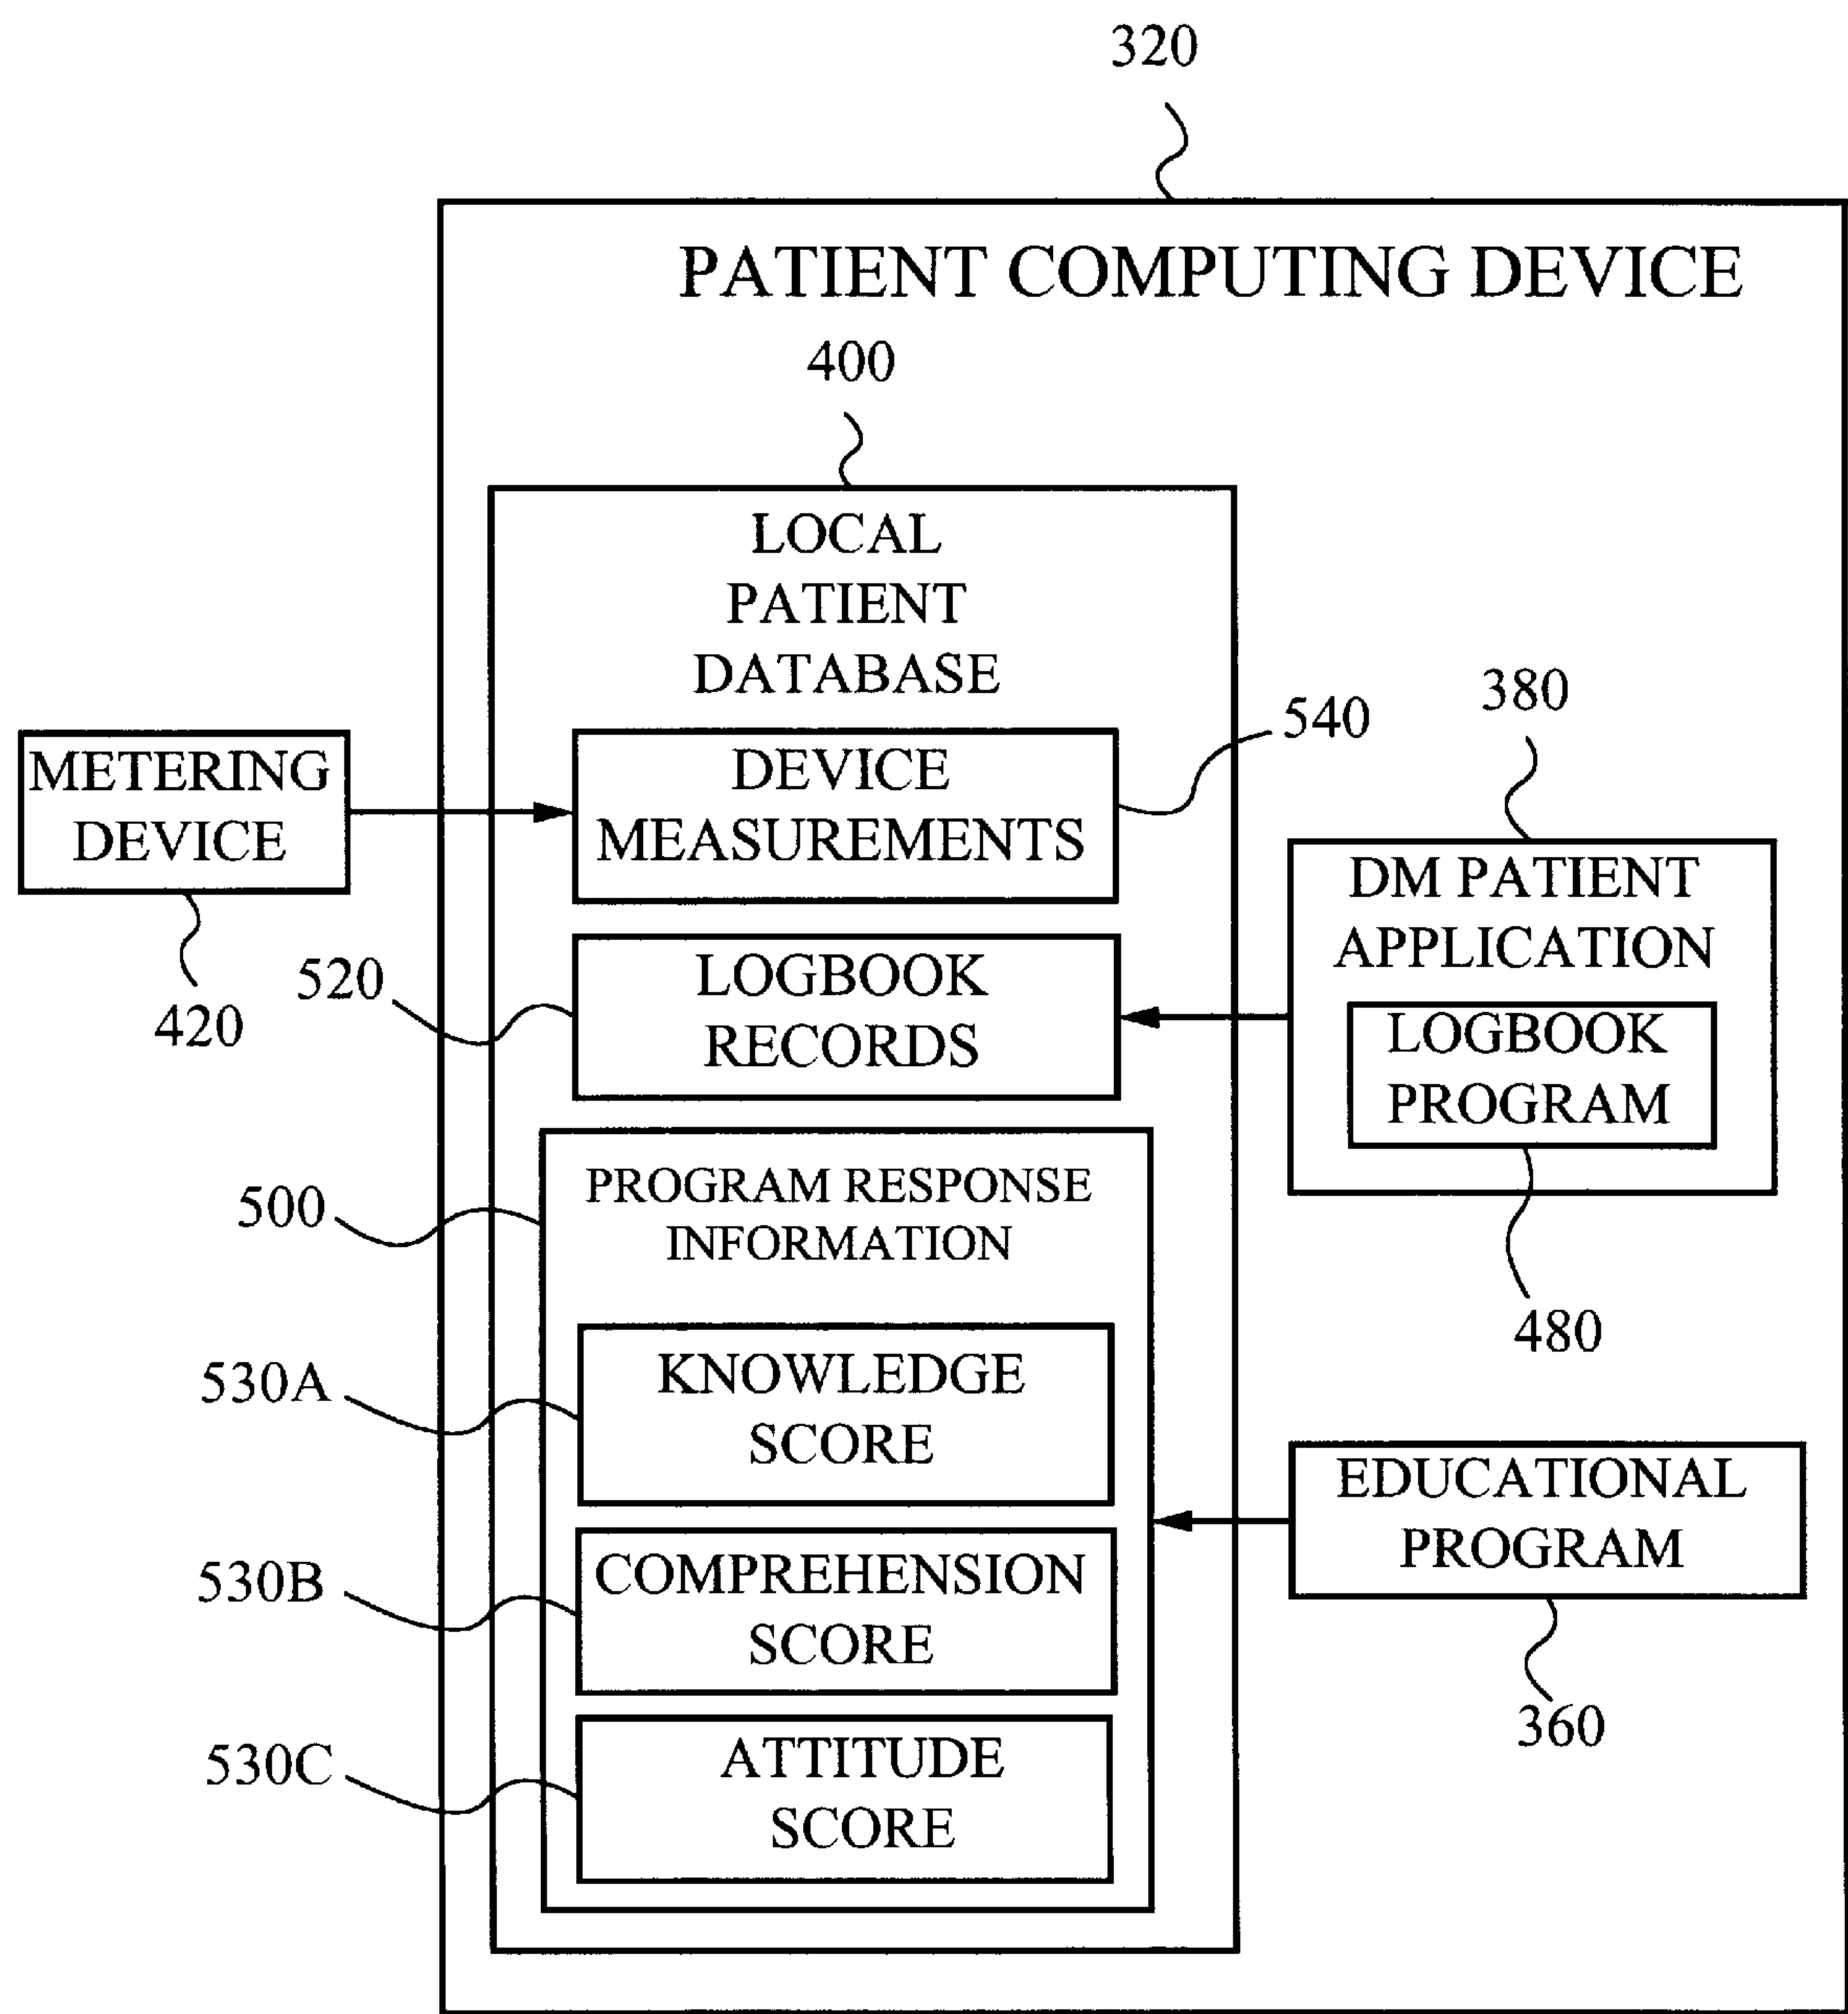 320
PATIENT COMPUTING DEVICE
400
LOCAL
PATIENT
DATABASE
540
380
METERING
DEVICE
420
DEVICE
MEASUREMENTS
520
LOGBOOK
RECORDS
DM PATIENT
APPLICATION
LOGBOOK
PROGRAM
480
500
PROGRAM RESPONSE
INFORMATION
530A
KNOWLEDGE
SCORE
530B
COMPREHENSION
SCORE
530C
ATTITUDE
SCORE
EDUCATIONAL
PROGRAM
360